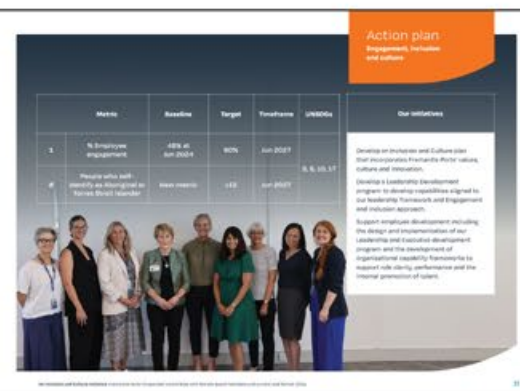 Action plan
Engagement, inclusion
and culture
Metric
Baseline
Target
Timeframe
UNSDGs
Our initiatives
1
% Employee
engagement
at
Jun 2024
Jun 2027
2
People who self-
identify as Aboriginal or
Torres Strait Islander
New metric
Jun 2027
Develop an Inclusion and Culture plan
that incorporates Fremantle Ports' values,
culture and innovation.
Develop a Leadership Development
program to develop capabilities aligned to
our leadership framework and Engagement
and inclusion approach.
Support employee development including
the design and implementation of our
Leadership and Executive development
program and the development of
organisational capability frameworks to
support role clarity, performance and the
internal promotion of talent.